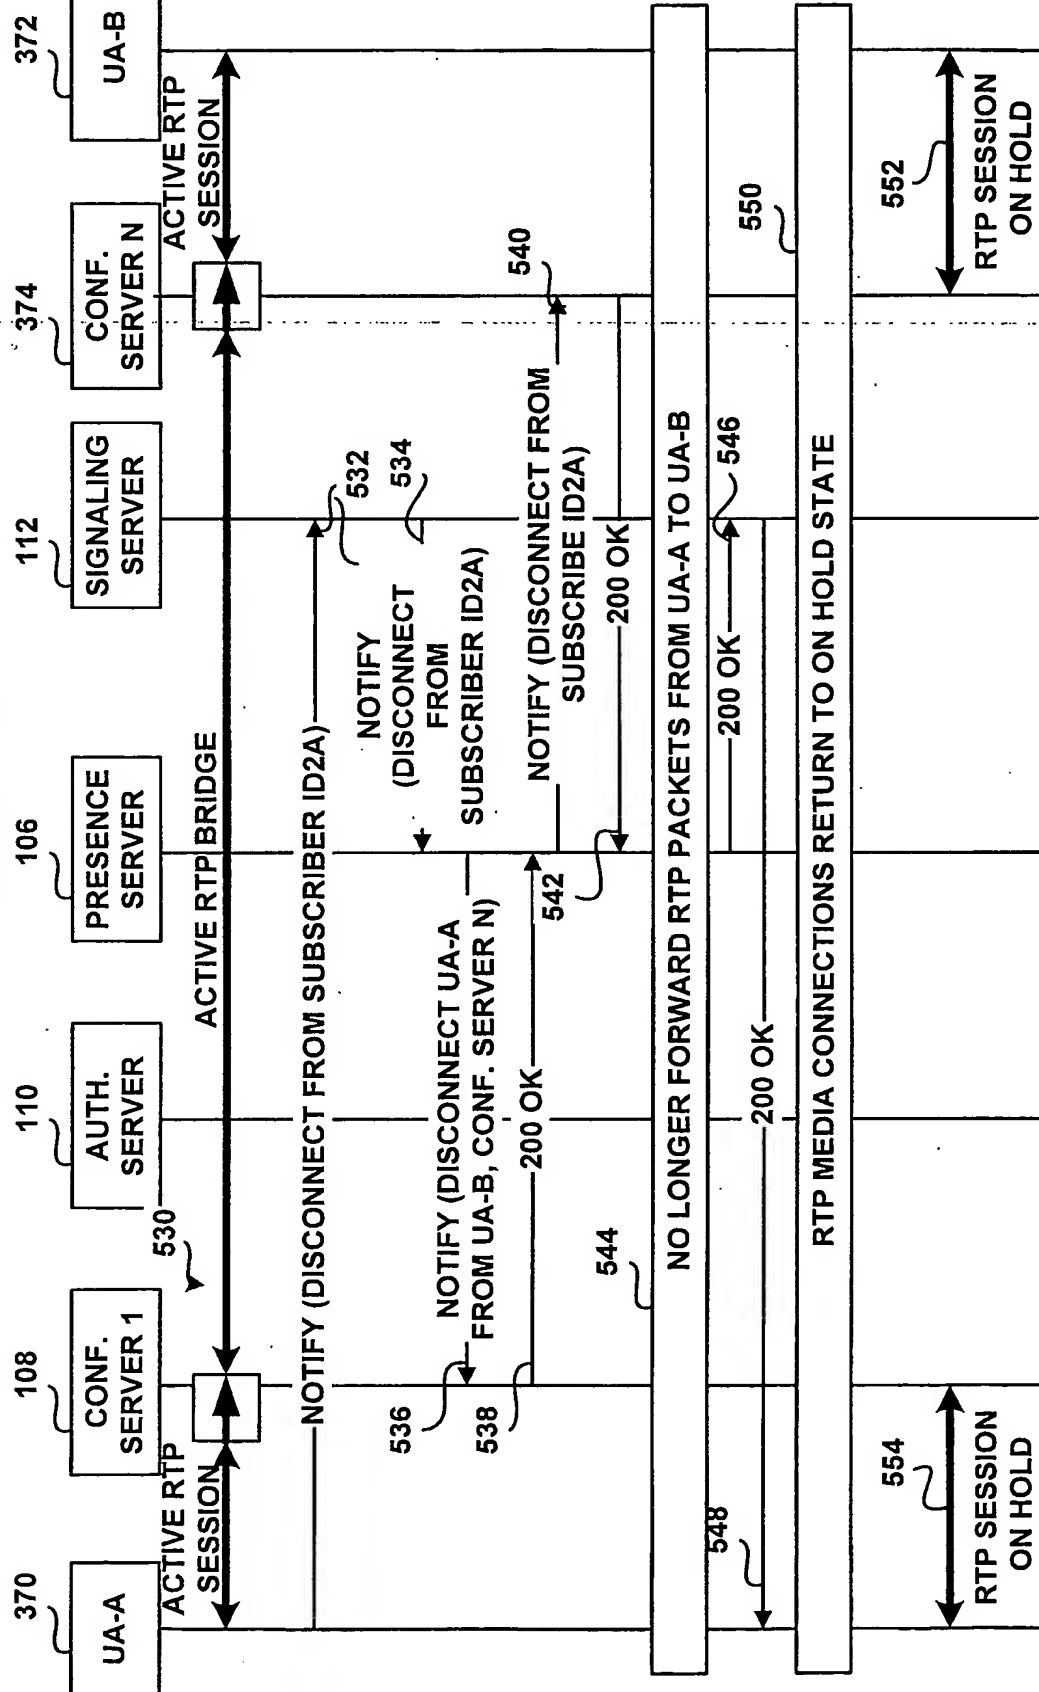 370
108
110
106
112
374
372
UA-A
CONF.
SERVER 1
AUTH.
SERVER
PRESENCE
SERVER
SIGNALING
SERVER
CONF.
SERVER N
UA-B
530
ACTIVE RTP
SESSION
ACTIVE RTP BRIDGE
ACTIVE RTP
SESSION
NOTIFY (DISCONNECT FROM SUBSCRIBER ID2A)
532
NOTIFY
(DISCONNECT
FROM
SUBSCRIBER ID2A)
534
536
NOTIFY (DISCONNECT UA-A
FROM UA-B, CONF. SERVER N)
538
200 OK
NOTIFY (DISCONNECT FROM
SUBSCRIBE ID2A)
540
542
200 OK
544
NO LONGER FORWARD RTP PACKETS FROM UA-A TO UA-B
200 OK
546
548
200 OK
550
RTP MEDIA CONNECTIONS RETURN TO ON HOLD STATE
554
RTP SESSION
ON HOLD
552
RTP SESSION
ON HOLD